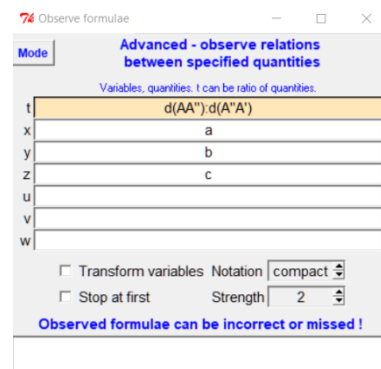 Observe formulae
Mode
Advanced - observe relations
between specified quantities
Variables, quantities. t can be ratio of quantities.
t d(AA"):d(A"A')
x a
y b
z c
u
v
w
Transform variables Notation compact
Stop at first Strength 2
Observed formulae can be incorrect or missed !